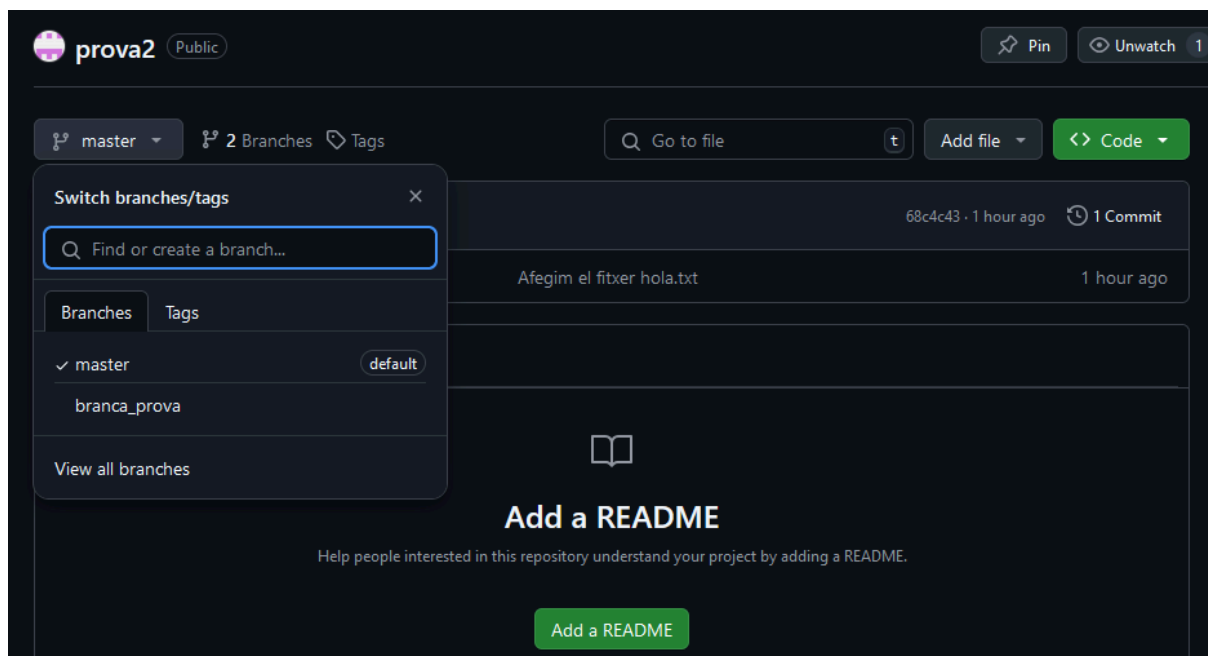 prova2 Public Pin Unwatch 1
master 2 Branches Tags Go to file t Add file Code
Switch branches/tags
68c4c43 · 1 hour ago 1 Commit
Find or create a branch...
Afegim el fitxer hola.txt 1 hour ago
Branches Tags
master default
branca_prova
View all branches
Add a README
Help people interested in this repository understand your project by adding a README.
Add a README